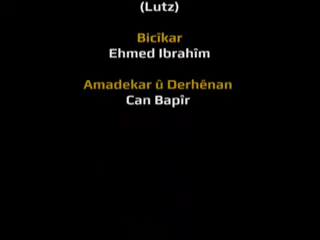 (Lutz)
Bicîkar
Ehmed Ibrahîm
Amadekar û Derhênan
Can Bapîr